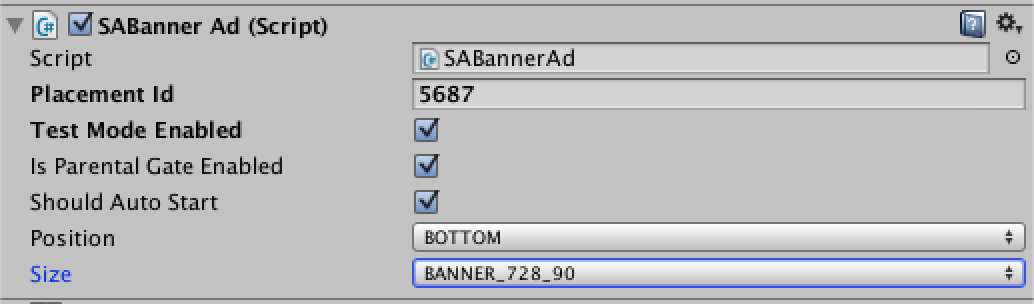 SABanner Ad (Script)
Script SABannerAd
Placement Id 5687
Test Mode Enabled
Is Parental Gate Enabled
Should Auto Start
Position BOTTOM
Size BANNER_728_90